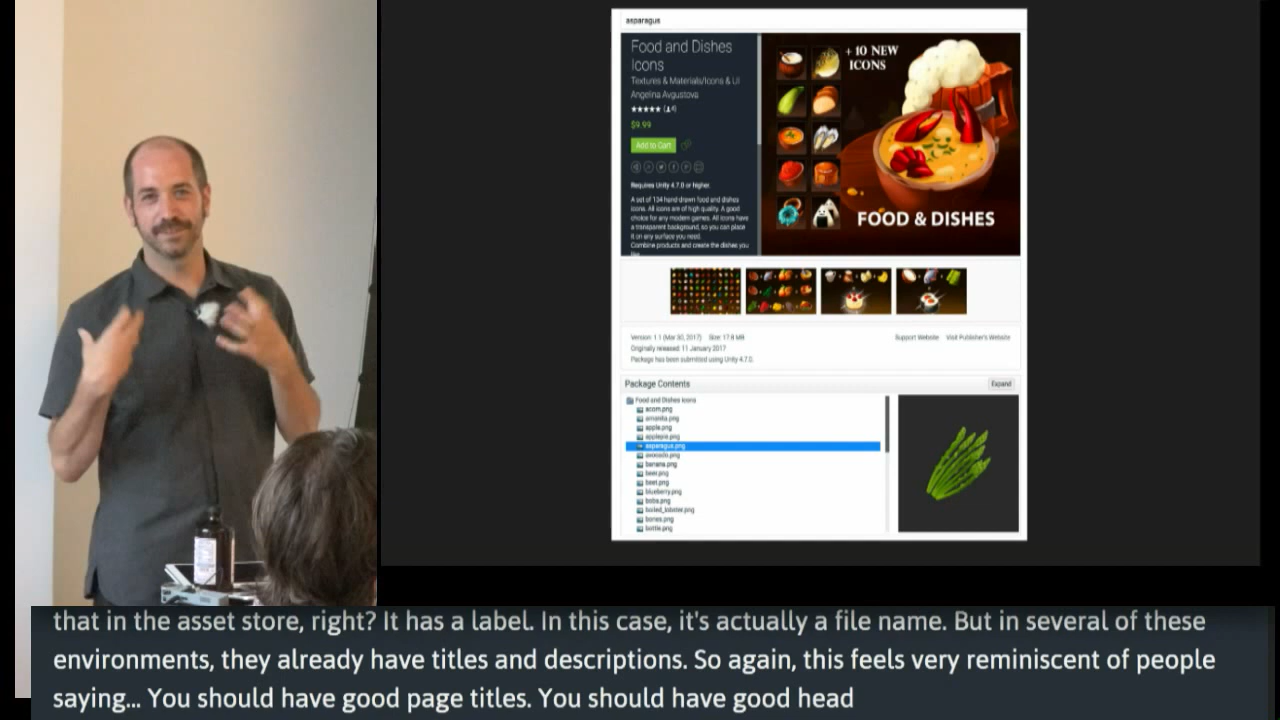 asparagus
Food and Dishes
Icons
Textures & Materials/Icons & UI
Angelina Avgustova
$9.99
Add to Cart
Requires Unity 4.7.0 or higher.
A set of 134 hand drawn food and dishes
icons. All icons are of high quality. A good
choice for any modern games. All icons have
a transparent background, so you can place
it on any surface you need.
Combine products and create the dishes you
like.
+ 10 NEW
ICONS
FOOD & DISHES
Version: 1.1 (Mar 30, 2017) Size: 17.8 MB
Support Website Visit Publisher's Website
Originally released: 11 January 2017
Package has been submitted using Unity 4.7.0.
Package Contents
Expand
Food and Dishes Icons
acorn.png
amanita.png
apple.png
applepie.png
asparagus.png
avocado.png
banana.png
beer.png
beet.png
blueberry.png
boba.png
boiled_lobster.png
bones.png
bottle.png
that in the asset store, right? It has a label. In this case, it's actually a file name. But in several of these
environments, they already have titles and descriptions. So again, this feels very reminiscent of people
saying... You should have good page titles. You should have good head